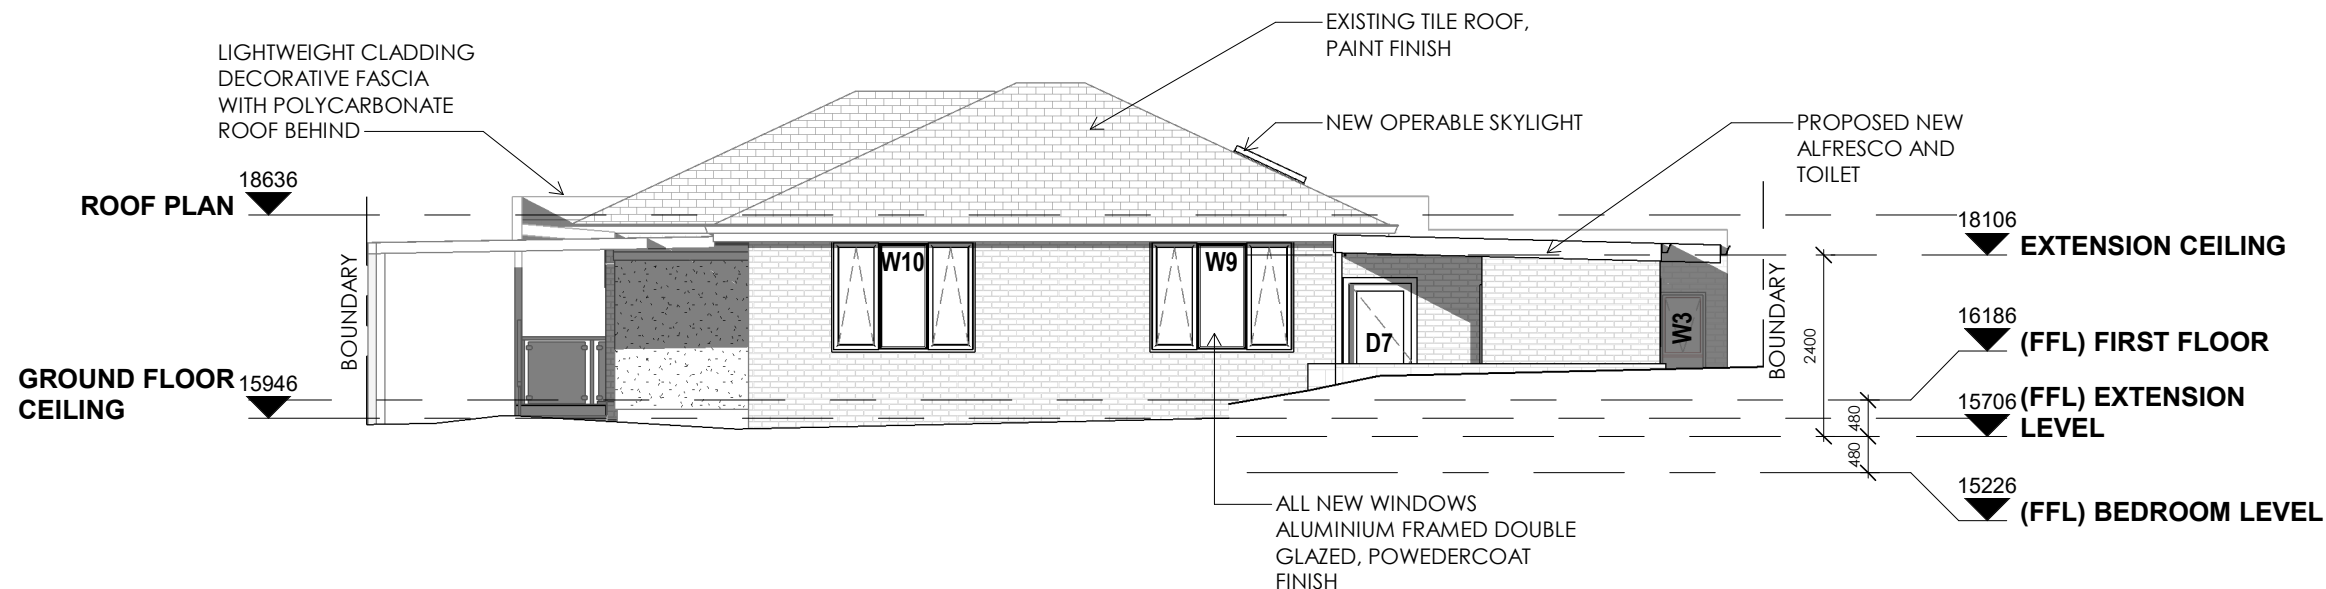 EXISTING TILE ROOF,
PAINT FINISH
LIGHTWEIGHT CLADDING
DECORATIVE FASCIA
WITH POLYCARBONATE
ROOF BEHIND
NEW OPERABLE SKYLIGHT
PROPOSED NEW
ALFRESCO AND
TOILET
18636
ROOF PLAN
18106
EXTENSION CEILING
BOUNDARY
W10
W9
D7
W3
BOUNDARY
2400
16186
(FFL) FIRST FLOOR
GROUND FLOOR
CEILING
15946
15706
(FFL) EXTENSION
LEVEL
480
480
15226
(FFL) BEDROOM LEVEL
ALL NEW WINDOWS
ALUMINIUM FRAMED DOUBLE
GLAZED, POWEDERCOAT
FINISH